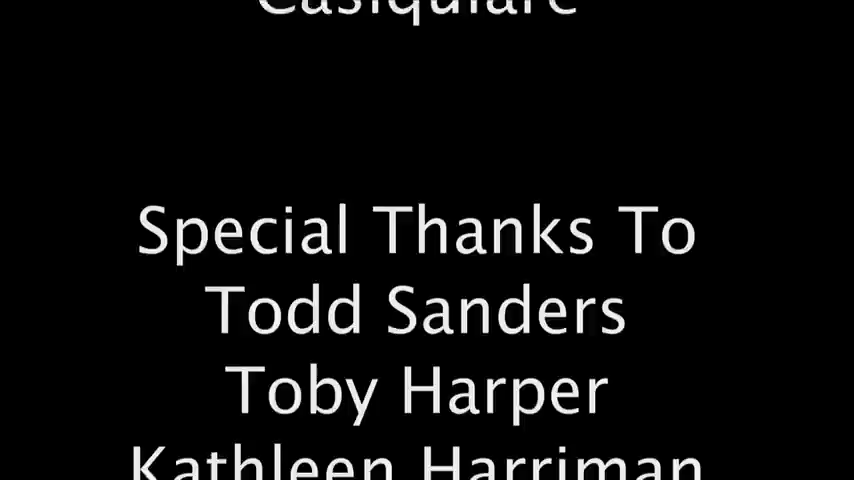 Casiquiare
Special Thanks To
Todd Sanders
Toby Harper
Kathleen Harriman